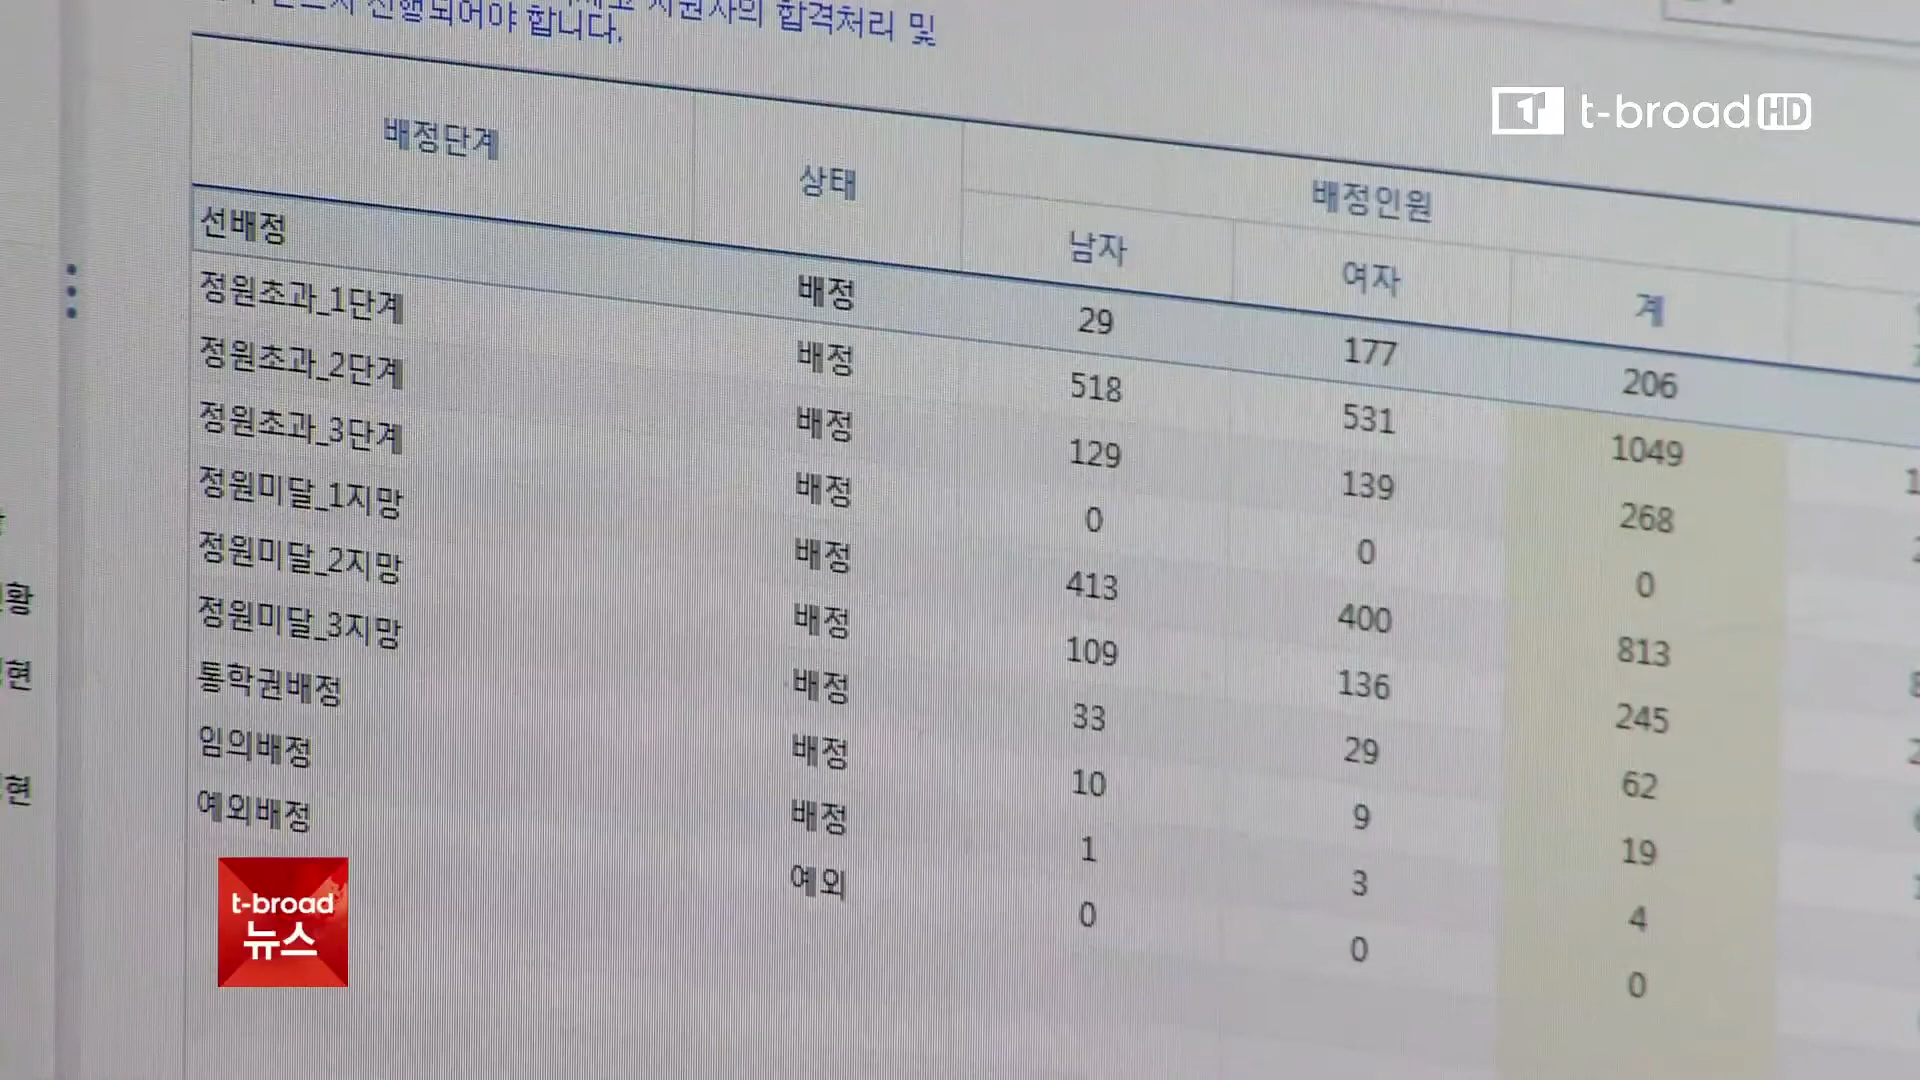 진행되어야 합니다.
지원자의 합격처리 및
t-broad HD
배정단계 상태 배정인원
남자 여자 계
선배정 배정 29 177 206
정원초과_1단계 배정 518 531 1049
정원초과_2단계 배정 129 139 268
정원초과_3단계 배정 0 0 0
정원미달_1지망 배정 413 400 813
정원미달_2지망 배정 109 136 245
정원미달_3지망 배정 33 29 62
통학권배정 배정 10 9 19
임의배정 배정 1 3 4
예외배정 예외 0 0 0
황
현
현
t-broad
뉴스